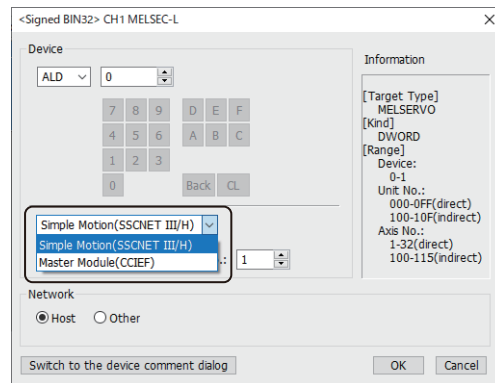 <Signed BIN32> CH1 MELSEC-L
Device
ALD 0
7 8 9 D E F
4 5 6 A B C
1 2 3
0 Back CL
Simple Motion(SSCNET III/H)
Simple Motion(SSCNET III/H)
Master Module(CCIEF)
.: 1
Network
Host Other
Switch to the device comment dialog
Information
[Target Type]
MELSERVO
[Kind]
DWORD
[Range]
Device:
0-1
Unit No.:
000-0FF(direct)
100-10F(indirect)
Axis No.:
1-32(direct)
100-115(indirect)
OK Cancel